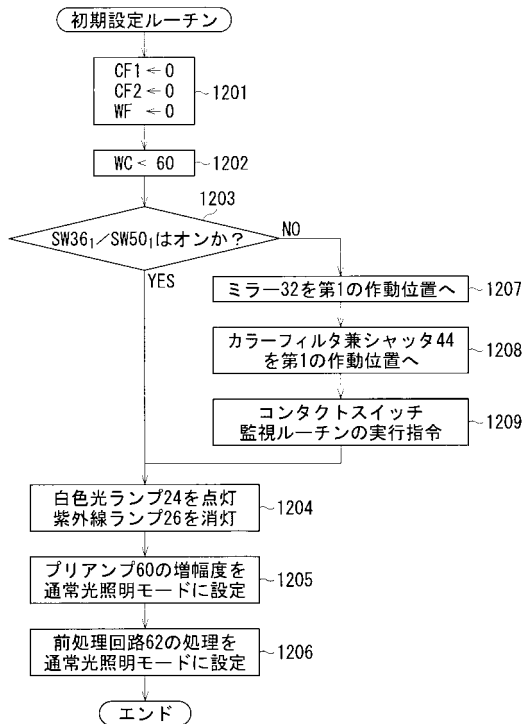 初期設定ルーチン
CF1 ← 0
CF2 ← 0
WF ← 0
1201
WC < 60
1202
1203
SW36₁／SW50₁はオンか？
NO
YES
ミラー32を第1の作動位置へ
1207
カラーフィルタ兼シャッタ44
を第1の作動位置へ
1208
コンタクトスイッチ
監視ルーチンの実行指令
1209
白色光ランプ24を点灯
紫外線ランプ26を消灯
1204
プリアンプ60の増幅度を
通常光照明モードに設定
1205
前処理回路62の処理を
通常光照明モードに設定
1206
エンド